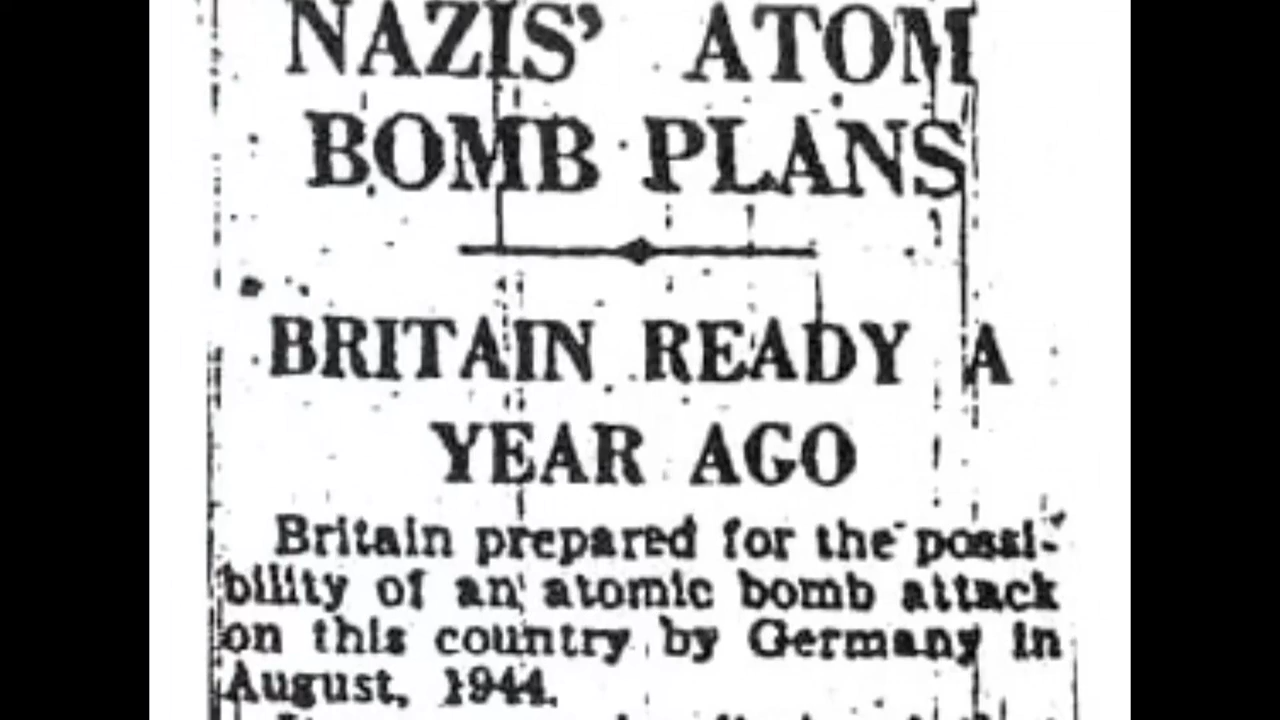 NAZIS' ATOM
BOMB PLANS
BRITAIN READY A
YEAR AGO
Britain prepared for the possi-
bility of an atomic bomb attack
on this country by Germany in
August, 1944.